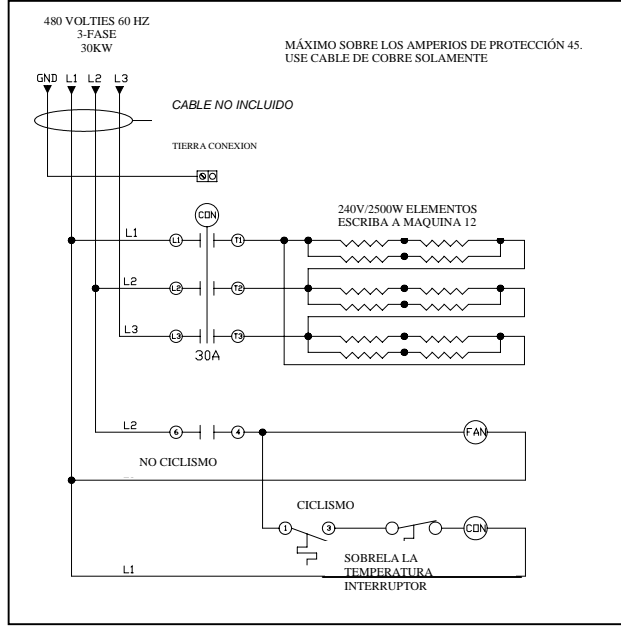 480 VOLTIES 60 HZ
3-FASE
30KW
MÁXIMO SOBRE LOS AMPERIOS DE PROTECCIÓN 45.
USE CABLE DE COBRE SOLAMENTE
GND L1 L2 L3
CABLE NO INCLUIDO
TIERRA CONEXION
CON
240V/2500W ELEMENTOS
ESCRIBA A MAQUINA 12
L1 L1 T1
L2 L2 T2
L3 L3 T3
30A
L2 6 4 FAN
NO CICLISMO
CICLISMO
1 3 CON
SOBRELA LA
TEMPERATURA
INTERRUPTOR
L1